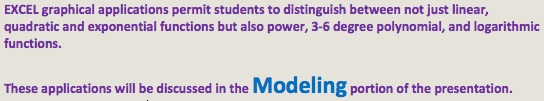 EXCEL graphical applications permit students to distinguish between not just linear,
quadratic and exponential functions but also power, 3-6 degree polynomial, and logarithmic
functions.
These applications will be discussed in the Modeling portion of the presentation.